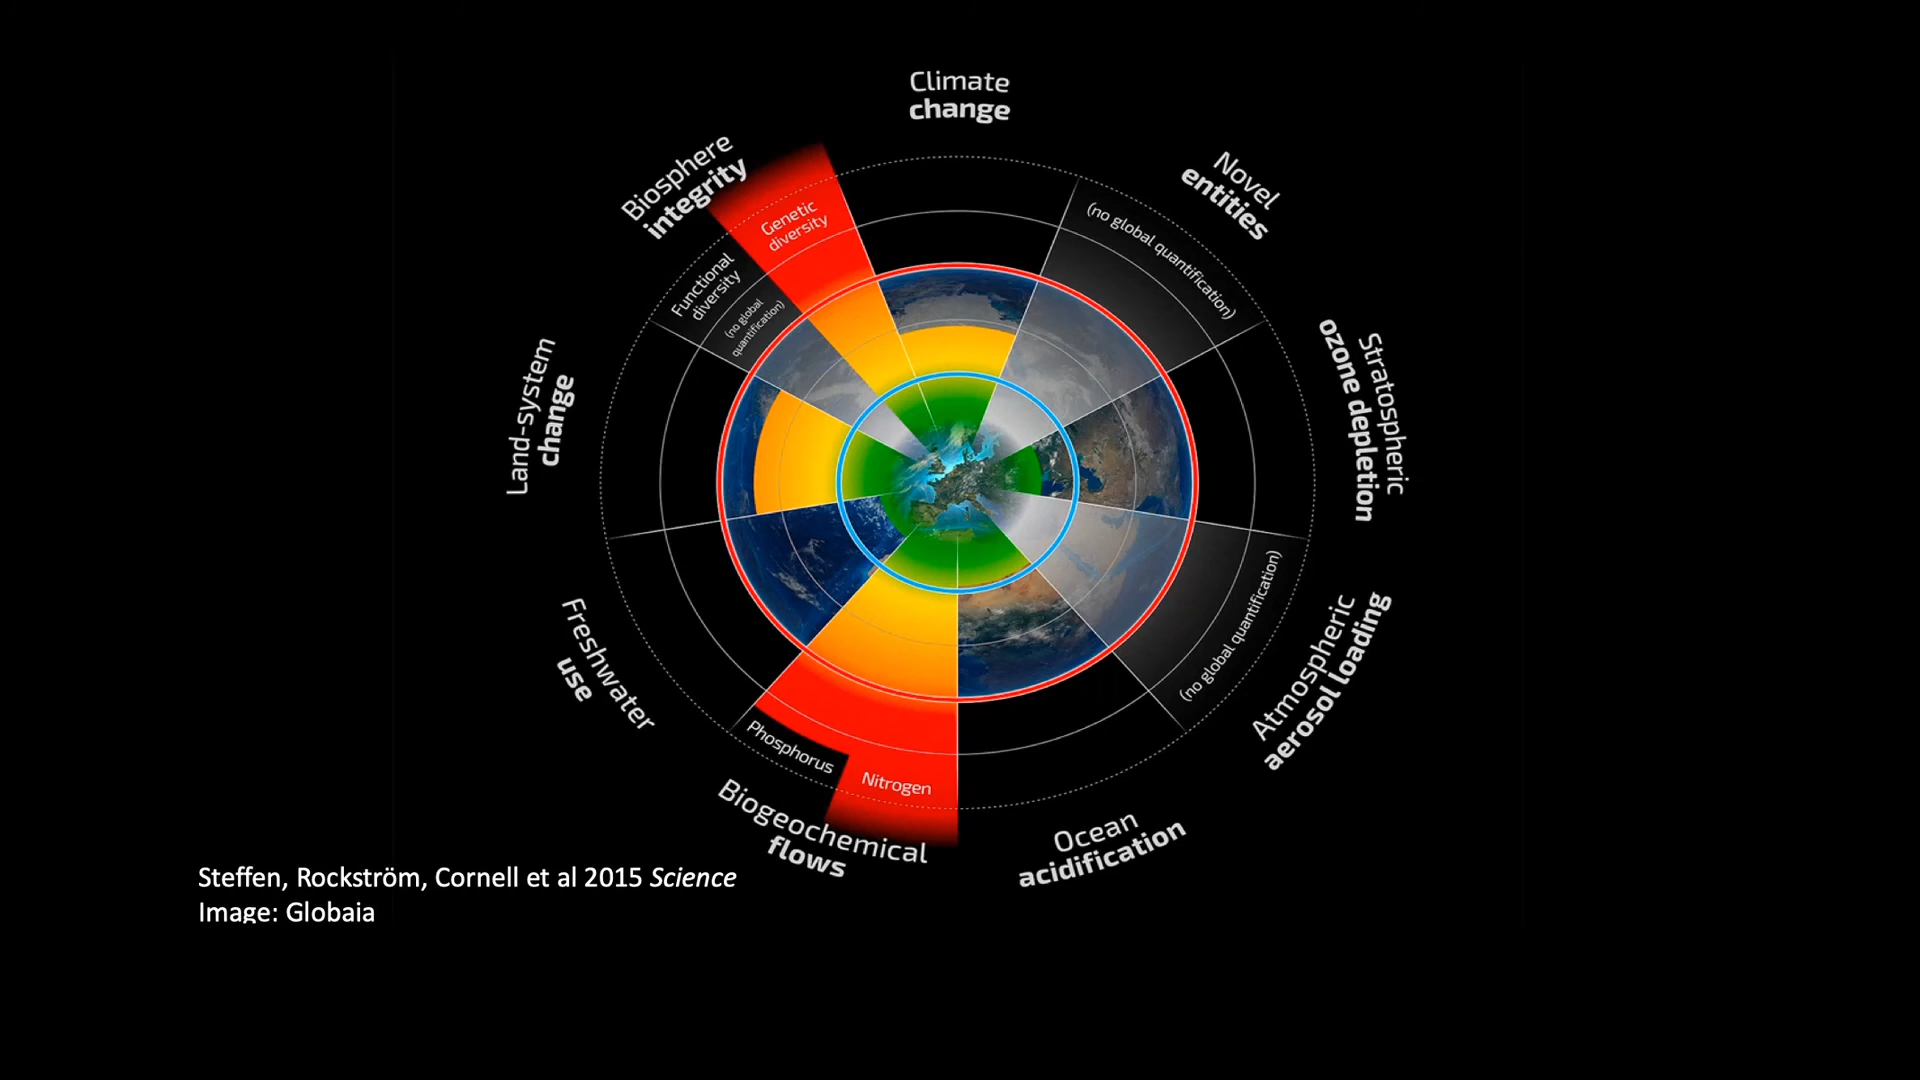 Climate
change
Novel
entities
(no global quantification)
Stratospheric
ozone depletion
Atmospheric
aerosol loading
(no global quantification)
Ocean
acidification
Biogeochemical
flows
Phosphorus
Nitrogen
Freshwater
use
Land-system
change
Biosphere
integrity
Genetic
diversity
Functional
diversity
(no global
quantification)
Steffen, Rockström, Cornell et al 2015 Science
Image: Globaia